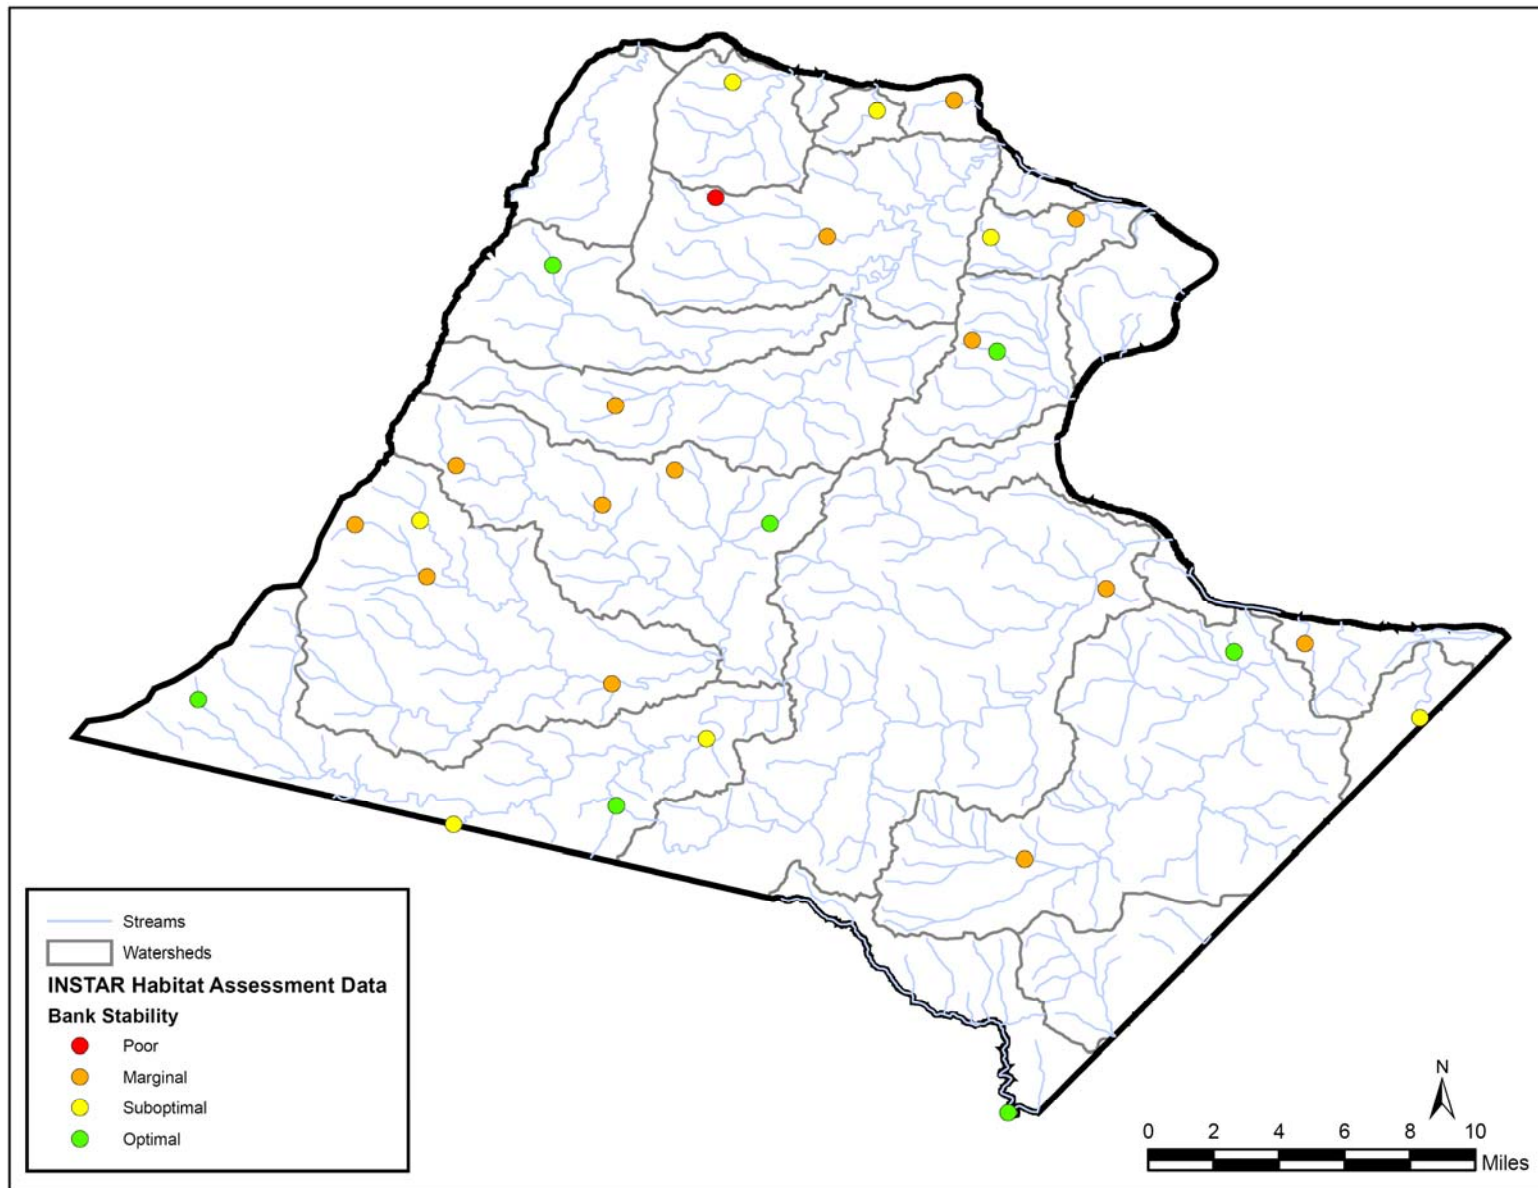 Streams
Watersheds
INSTAR Habitat Assessment Data
Bank Stability
Poor
Marginal
Suboptimal
Optimal
N
0 2 4 6 8 10
Miles